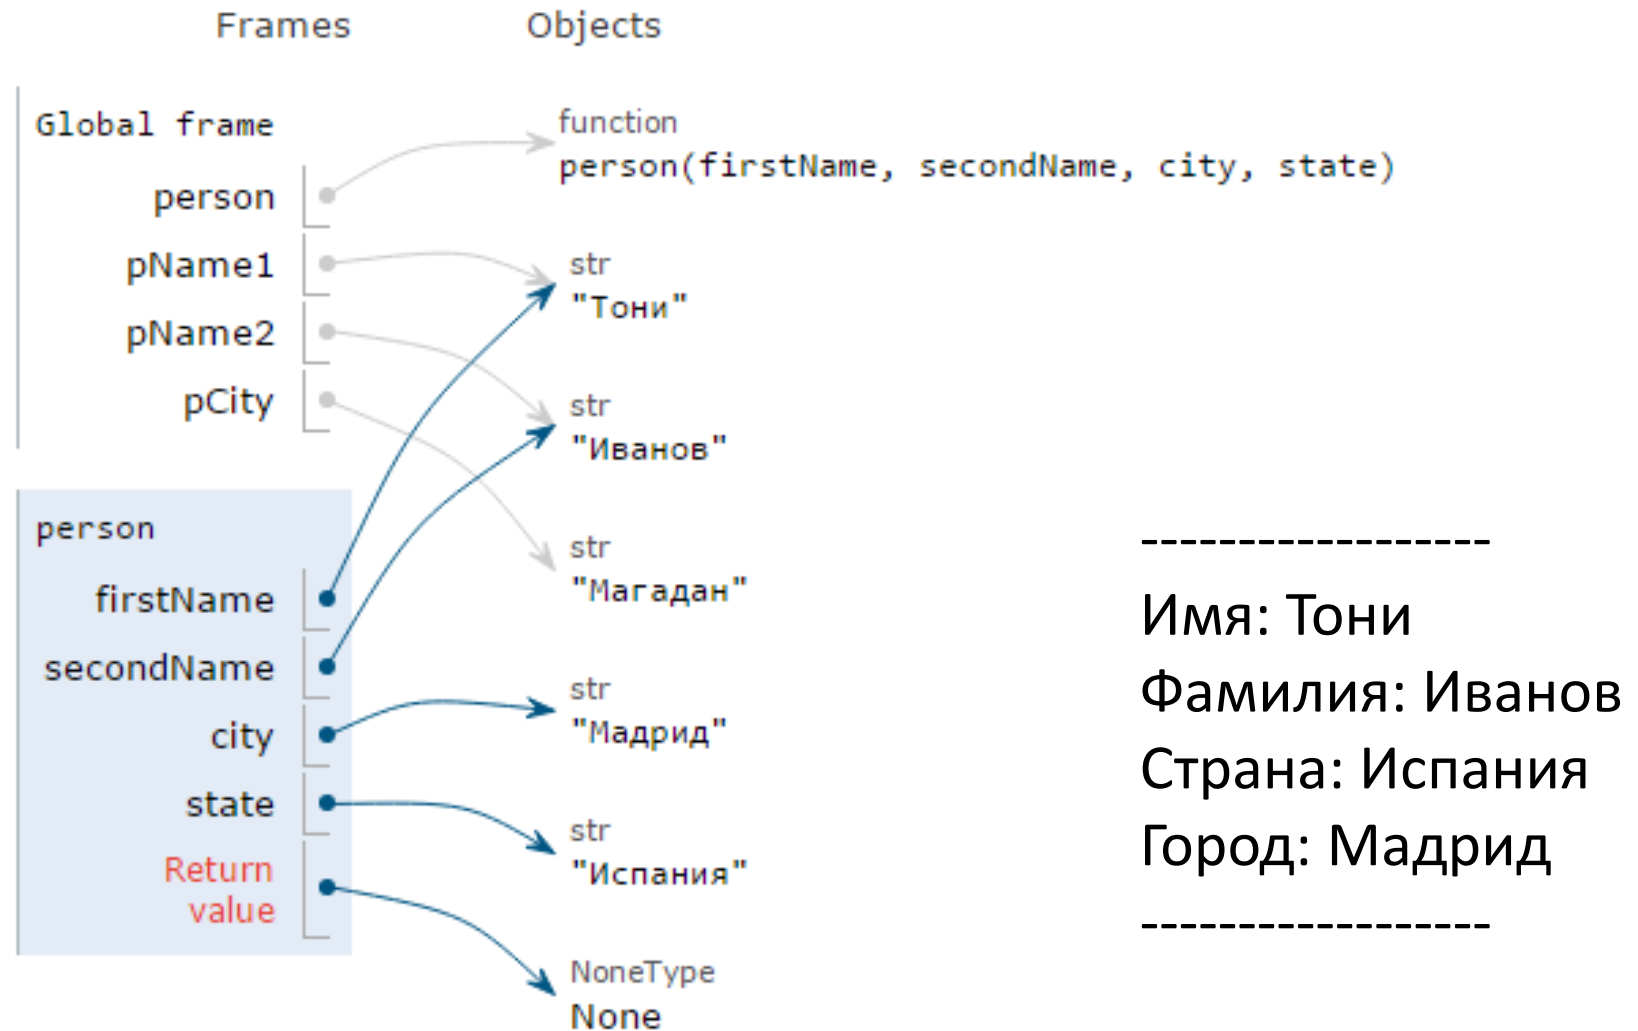 Frames Objects
Global frame
function
person(firstName, secondName, city, state)
person
pName1
str
"Тони"
pName2
pCity
str
"Иванов"
person
str
"Магадан"
firstName
secondName
str
"Мадрид"
city
state
str
"Испания"
Return
value
NoneType
None
------------------
Имя: Тони
Фамилия: Иванов
Страна: Испания
Город: Мадрид
------------------